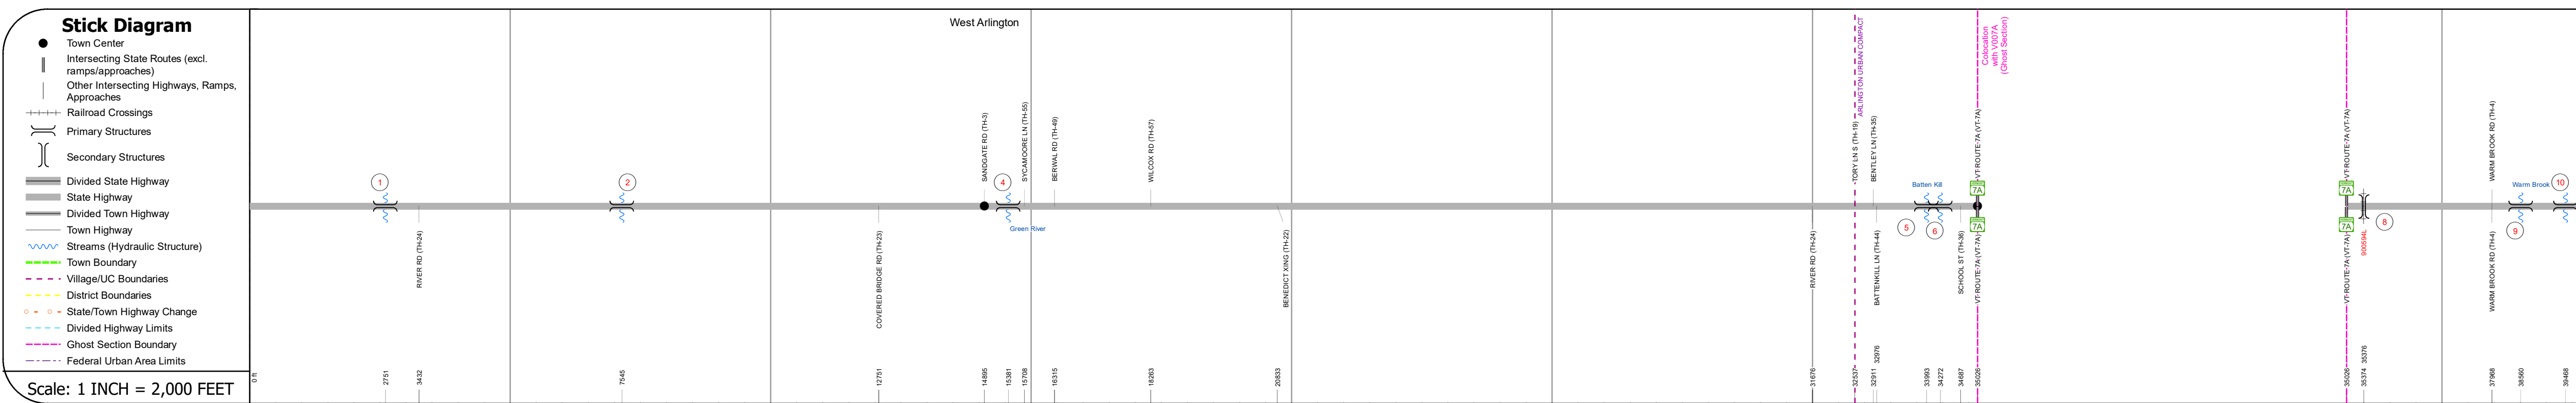 Stick Diagram
Town Center
Intersecting State Routes (excl.
ramps/approaches)
Other Intersecting Highways, Ramps,
Approaches
Railroad Crossings
Primary Structures
Secondary Structures
Divided State Highway
State Highway
Divided Town Highway
Town Highway
Streams (Hydraulic Structure)
Town Boundary
Village/UC Boundaries
District Boundaries
State/Town Highway Change
Divided Highway Limits
Ghost Section Boundary
Federal Urban Area Limits
Scale: 1 INCH = 2,000 FEET
West Arlington
ARLINGTON URBAN COMPACT
Colocation
with V007A
(Ghost Section)
SANDGATE RD (TH-3)
SYCAMOORE LN (TH-55)
BERWAL RD (TH-49)
WILCOX RD (TH-57)
TORY LN S (TH-19)
BENTLEY LN (TH-35)
VT-ROUTE-7A (VT-7A)
VT-ROUTE-7A (VT-7A)
WARM BROOK RD (TH-4)
1
2
4
Batten Kill
7A
7A
Warm Brook
10
Green River
5
6
7A
7A
8
9
900594L
RIVER RD (TH-24)
COVERED BRIDGE RD (TH-23)
BENEDICT XING (TH-22)
RIVER RD (TH-24)
BATTENKILL LN (TH-44)
SCHOOL ST (TH-36)
VT-ROUTE-7A (VT-7A)
VT-ROUTE-7A (VT-7A)
WARM BROOK RD (TH-4)
0 ft
2751
3432
7545
12751
14895
15381
15708
16315
18263
20833
31676
32537
32911
32976
33993
34272
34687
35026
35026
35374
35376
37968
38560
39468